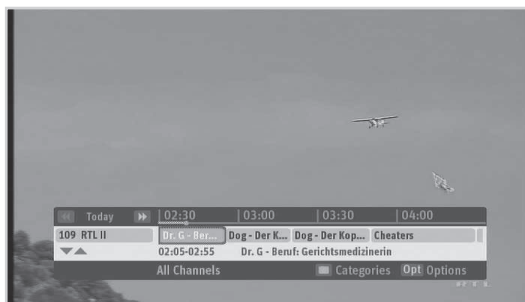 Today 02:30 03:00 03:30 04:00
109 RTL II Dr. G - Ber... Dog - Der K... Dog - Der Kop... Cheaters
02:05-02:55 Dr. G - Beruf: Gerichtsmedizinerin
All Channels Categories Opt Options